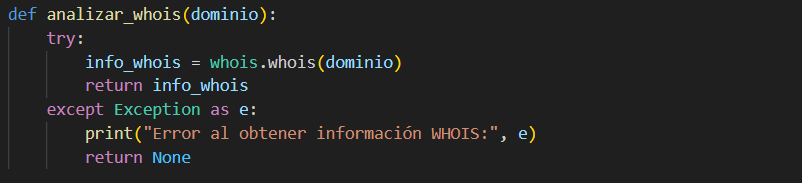 def analizar_whois(dominio):
    try:
        info_whois = whois.whois(dominio)
        return info_whois
    except Exception as e:
        print("Error al obtener información WHOIS:", e)
        return None